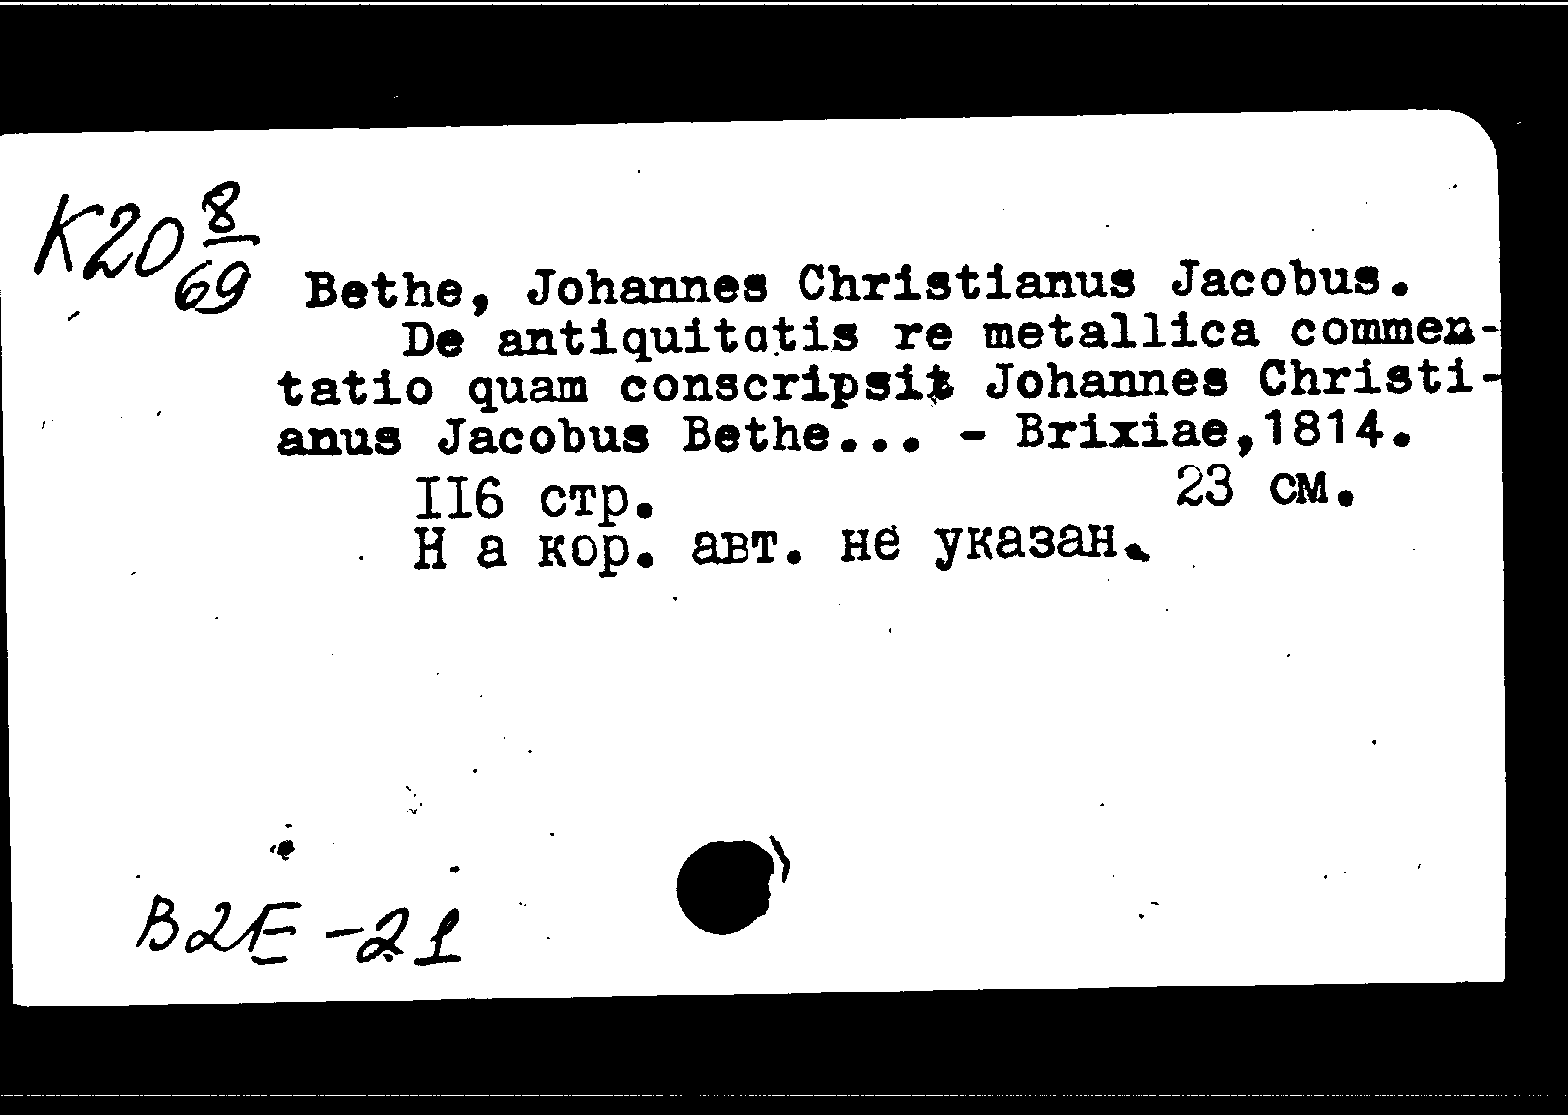 K20 8/69
Bethe, Johannes Christianus Jacobus.
De antiquitatis re metallica commen-
tatio quam conscripsit Johannes Christi-
anus Jacobus Bethe... - Brixiae,1814.
II6 стр. 23 см.
Н а кор. авт. не указан.
B2E-21